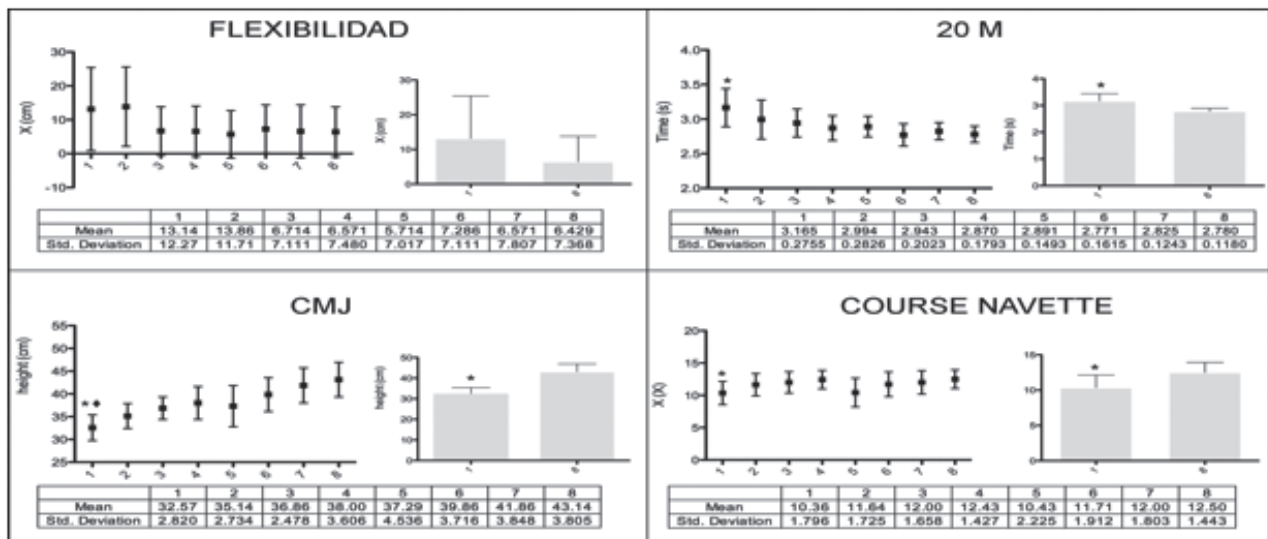 FLEXIBILIDAD
X (cm)
30
20
10
0
-10
1 2 3 4 5 6 7 8
X (cm)
30
20
10
0
1 8
1 2 3 4 5 6 7 8
Mean 13.14 13.86 6.714 6.571 5.714 7.286 6.571 6.429
Std. Deviation 12.27 11.71 7.111 7.480 7.017 7.111 7.807 7.368
20 M
Time (s)
4.0
3.5
3.0
2.5
2.0
*
1 2 3 4 5 6 7 8
Time (s)
4
3
2
1
0
*
1 8
1 2 3 4 5 6 7 8
Mean 3.165 2.994 2.943 2.870 2.891 2.771 2.825 2.780
Std. Deviation 0.2755 0.2826 0.2023 0.1793 0.1493 0.1615 0.1243 0.1180
CMJ
height (cm)
55
50
45
40
35
30
25
1 2 3 4 5 6 7 8
height(cm)
50
40
30
20
10
0
*
1 8
1 2 3 4 5 6 7 8
Mean 32.57 35.14 36.86 38.00 37.29 39.86 41.86 43.14
Std. Deviation 2.820 2.734 2.478 3.606 4.536 3.716 3.848 3.805
COURSE NAVETTE
X (X)
20
15
10
5
0
*
1 2 3 4 5 6 7 8
15
10
5
0
*
1 8
1 2 3 4 5 6 7 8
Mean 10.36 11.64 12.00 12.43 10.43 11.71 12.00 12.50
Std. Deviation 1.796 1.725 1.658 1.427 2.225 1.912 1.803 1.443